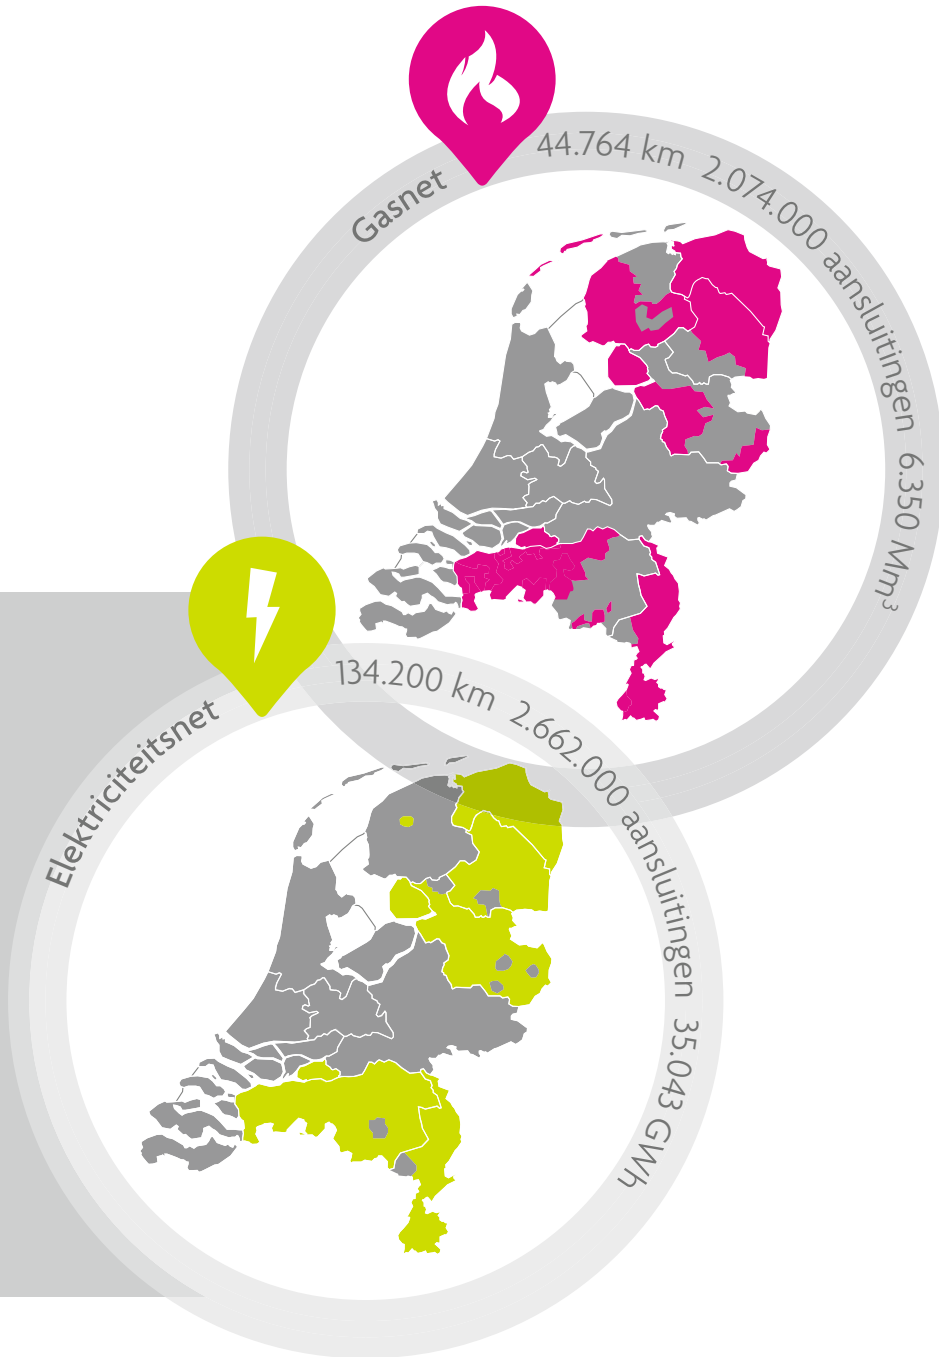 Gasnet 44.764 km 2.074.000 aansluitingen 6.350 Mm³
Elektriciteitsnet 134.200 km 2.662.000 aansluitingen 35.043 GWh